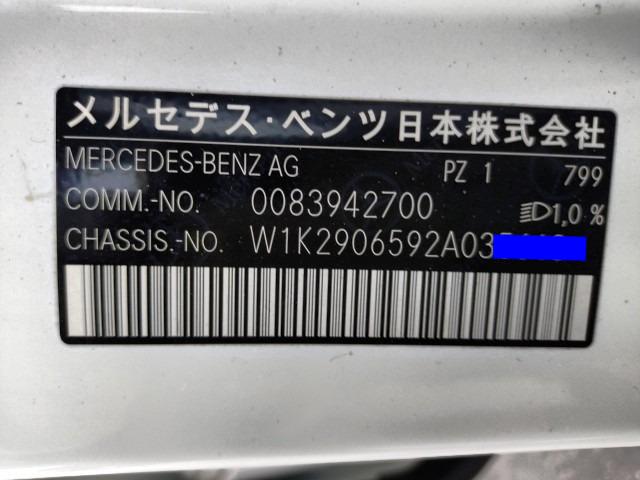 メルセデス・ベンツ日本株式会社
MERCEDES-BENZ AG PZ 1 799
COMM.-NO. 0083942700 1,0 %
CHASSIS.-NO. W1K2906592A03